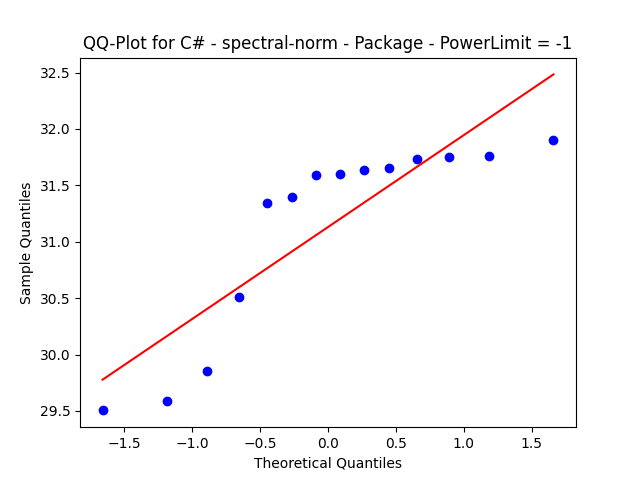 QQ-Plot for C# - spectral-norm - Package - PowerLimit = -1
Sample Quantiles
32.5
32.0
31.5
31.0
30.5
30.0
29.5
−1.5 −1.0 −0.5 0.0 0.5 1.0 1.5
Theoretical Quantiles